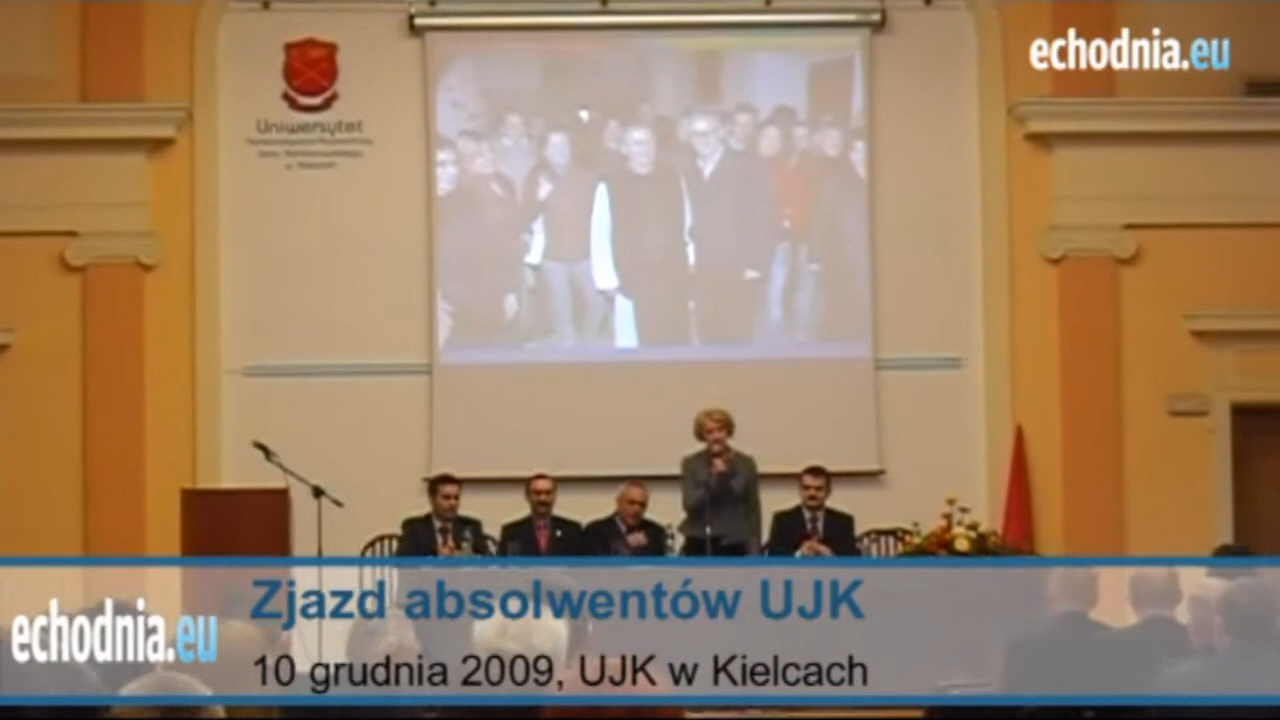 echodnia.eu
Uniwersytet
Zjazd absolwentów UJK
echodnia.eu
10 grudnia 2009, UJK w Kielcach